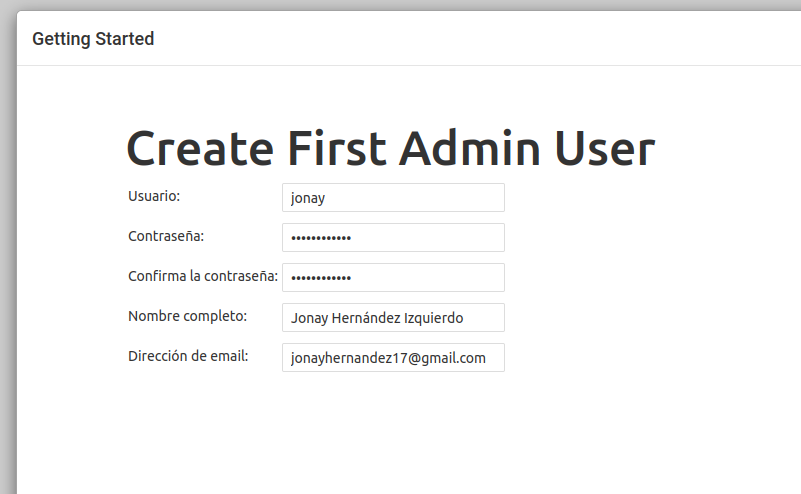 Getting Started
Create First Admin User
Usuario: jonay
Contraseña: ••••••••••••
Confirma la contraseña: ••••••••••••
Nombre completo: Jonay Hernández Izquierdo
Dirección de email: jonayhernandez17@gmail.com